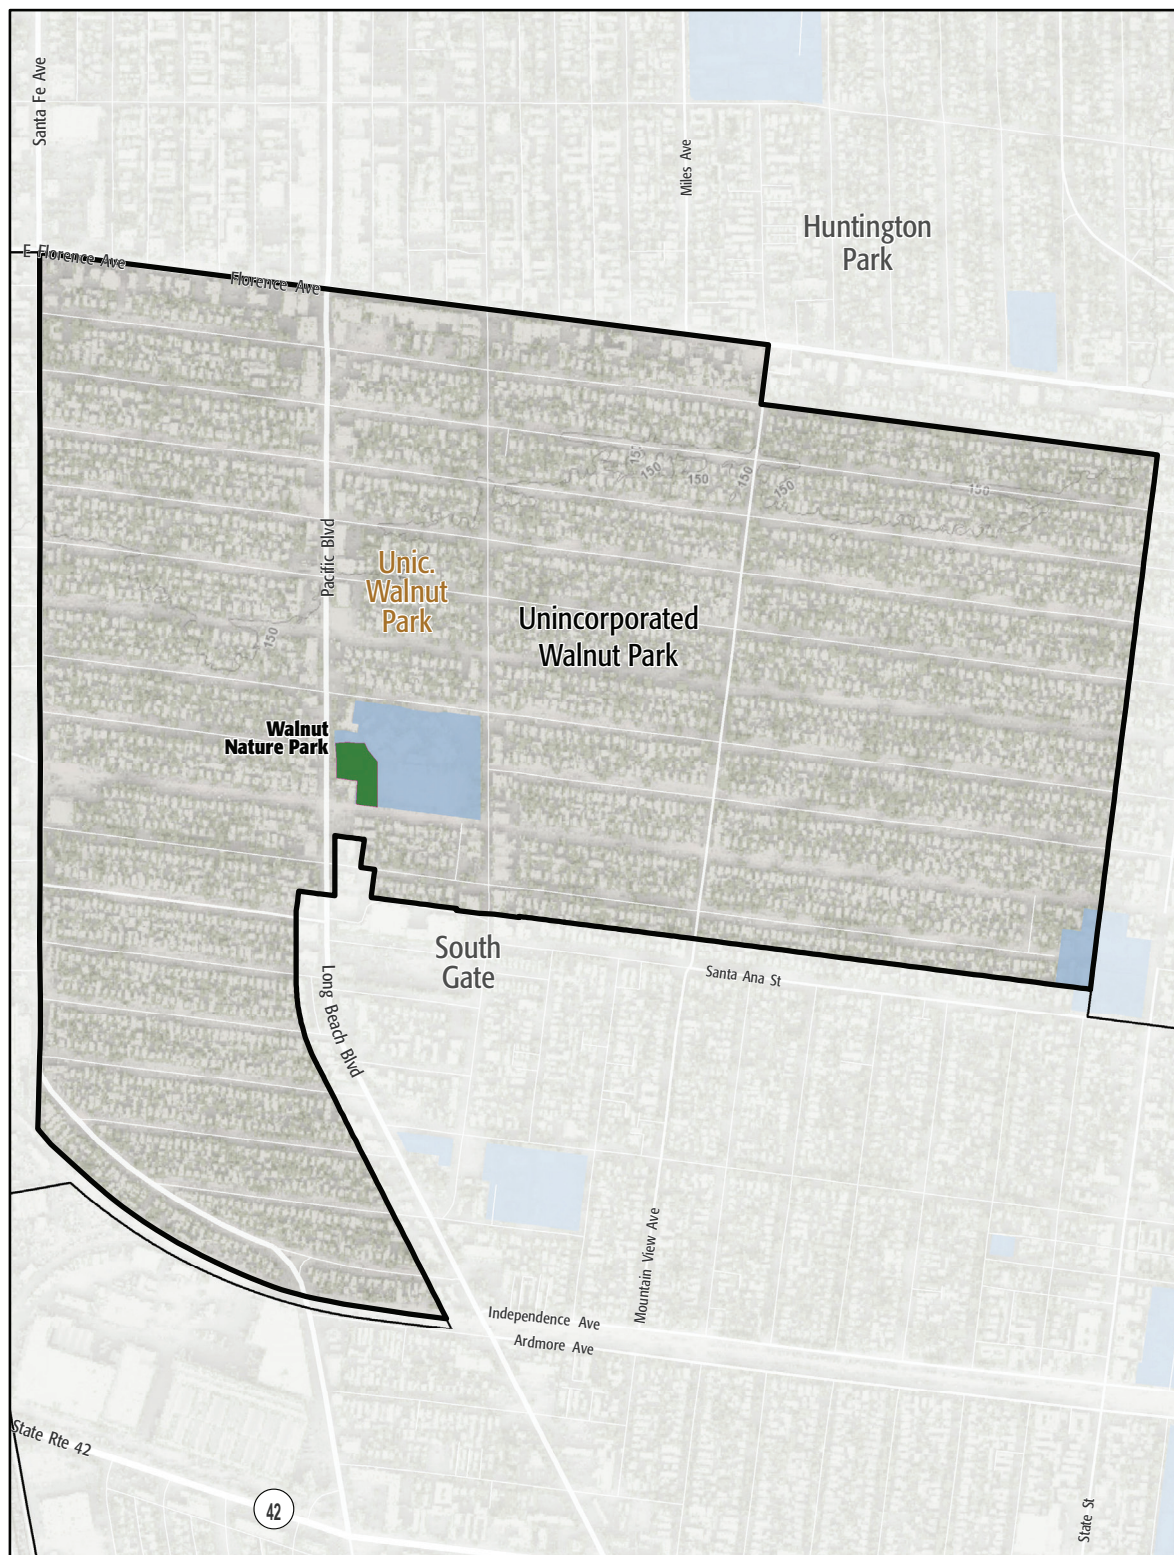 Santa Fe Ave
Miles Ave
Huntington
Park
E Florence Ave
Florence Ave
150
150
150
150
150
150
Pacific Blvd
Unic.
Walnut
Park
Unincorporated
Walnut Park
150
Walnut
Nature Park
South
Gate
Santa Ana St
Long Beach Blvd
Mountain View Ave
Independence Ave
Ardmore Ave
State Rte 42
42
State St